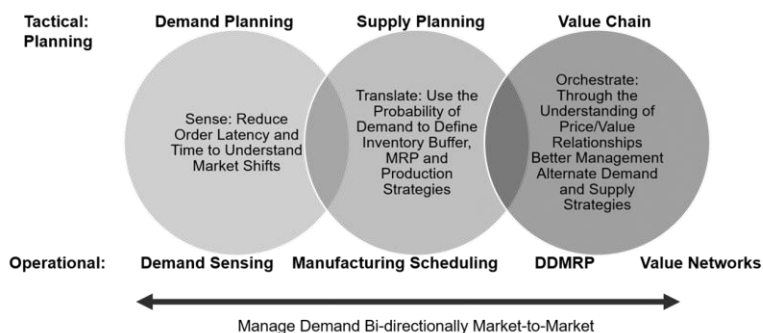 Tactical:
Planning
Demand Planning
Supply Planning
Value Chain
Sense: Reduce
Order Latency and
Time to Understand
Market Shifts
Translate: Use the
Probability of
Demand to Define
Inventory Buffer,
MRP and
Production
Strategies
Orchestrate:
Through the
Understanding of
Price/Value
Relationships
Better Management
Alternate Demand
and Supply
Strategies
Operational:
Demand Sensing
Manufacturing Scheduling
DDMRP
Value Networks
Manage Demand Bi-directionally Market-to-Market